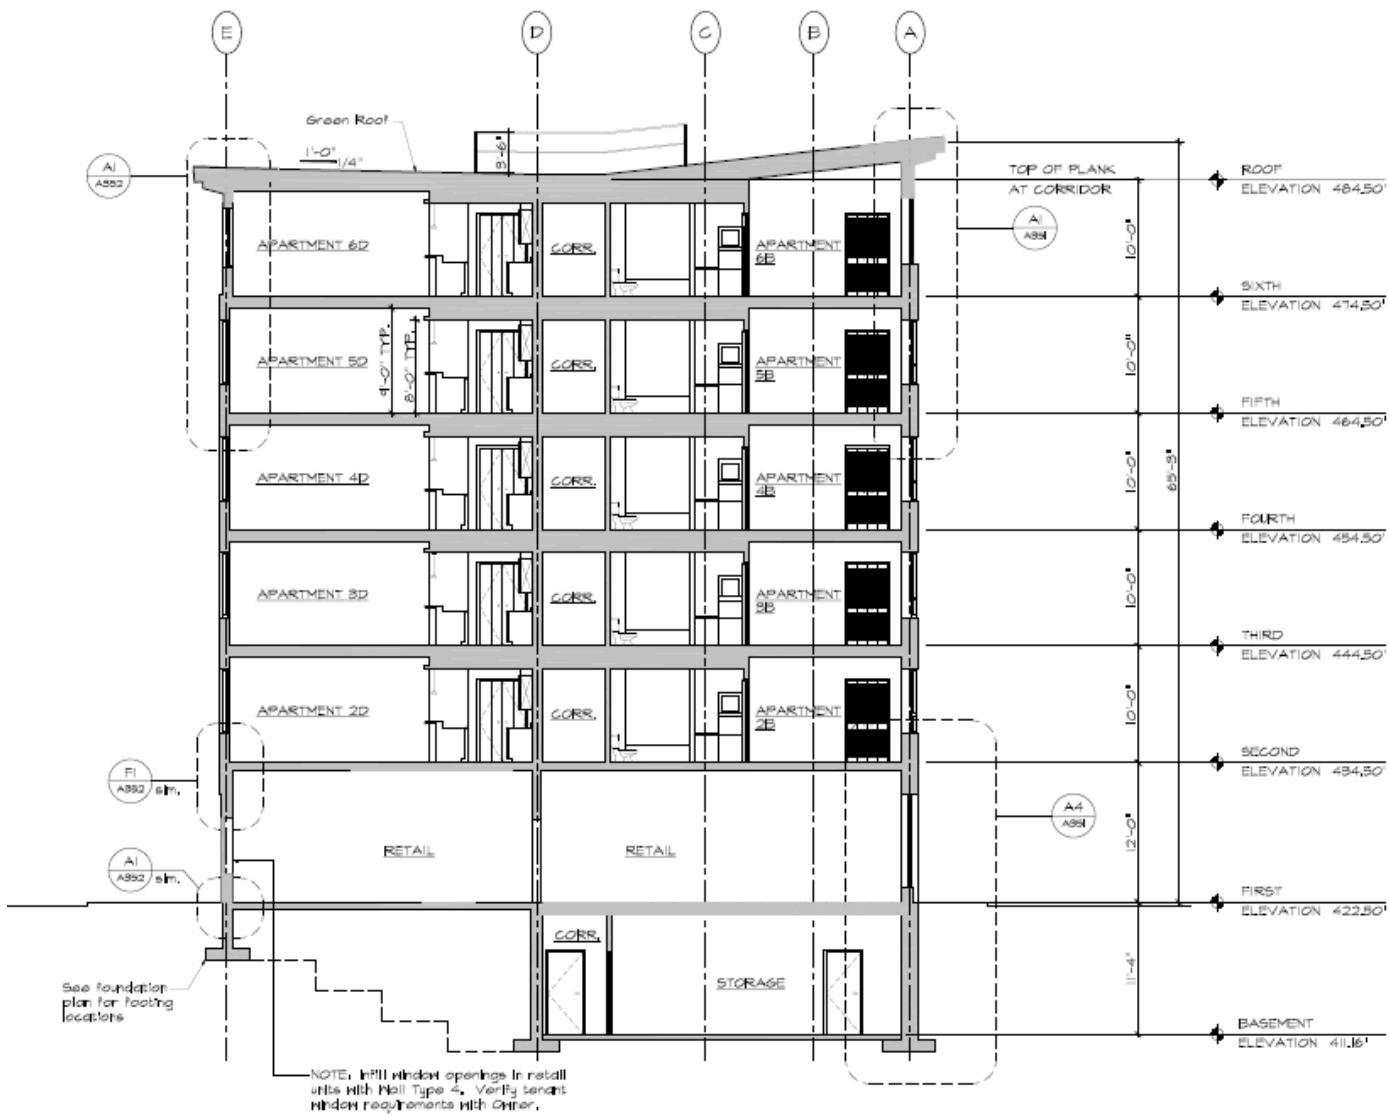 E
D
C
B
A
Green Roof
1'-0"
1/4"
3'-6"
A1
A352
TOP OF PLANK
AT CORRIDOR
A1
A351
ROOF
ELEVATION 484.50'
APARTMENT 6D
CORR.
APARTMENT
6B
10'-0"
SIXTH
ELEVATION 474.50'
9'-0" TYP.
8'-0" TYP.
APARTMENT 5D
CORR.
APARTMENT
5B
10'-0"
FIFTH
ELEVATION 464.50'
APARTMENT 4D
CORR.
APARTMENT
4B
10'-0"
65'-3"
FOURTH
ELEVATION 454.50'
APARTMENT 3D
CORR.
APARTMENT
3B
10'-0"
THIRD
ELEVATION 444.50'
APARTMENT 2D
CORR.
APARTMENT
2B
10'-0"
SECOND
ELEVATION 434.50'
F1
A352
sim.
A4
A351
RETAIL
RETAIL
12'-0"
A1
A352
sim.
FIRST
ELEVATION 422.50'
CORR.
STORAGE
11'-4"
See foundation
plan for footing
locations
BASEMENT
ELEVATION 411.16'
NOTE: Infill window openings in retail
units with Wall Type 4. Verify tenant
window requirements with Owner.